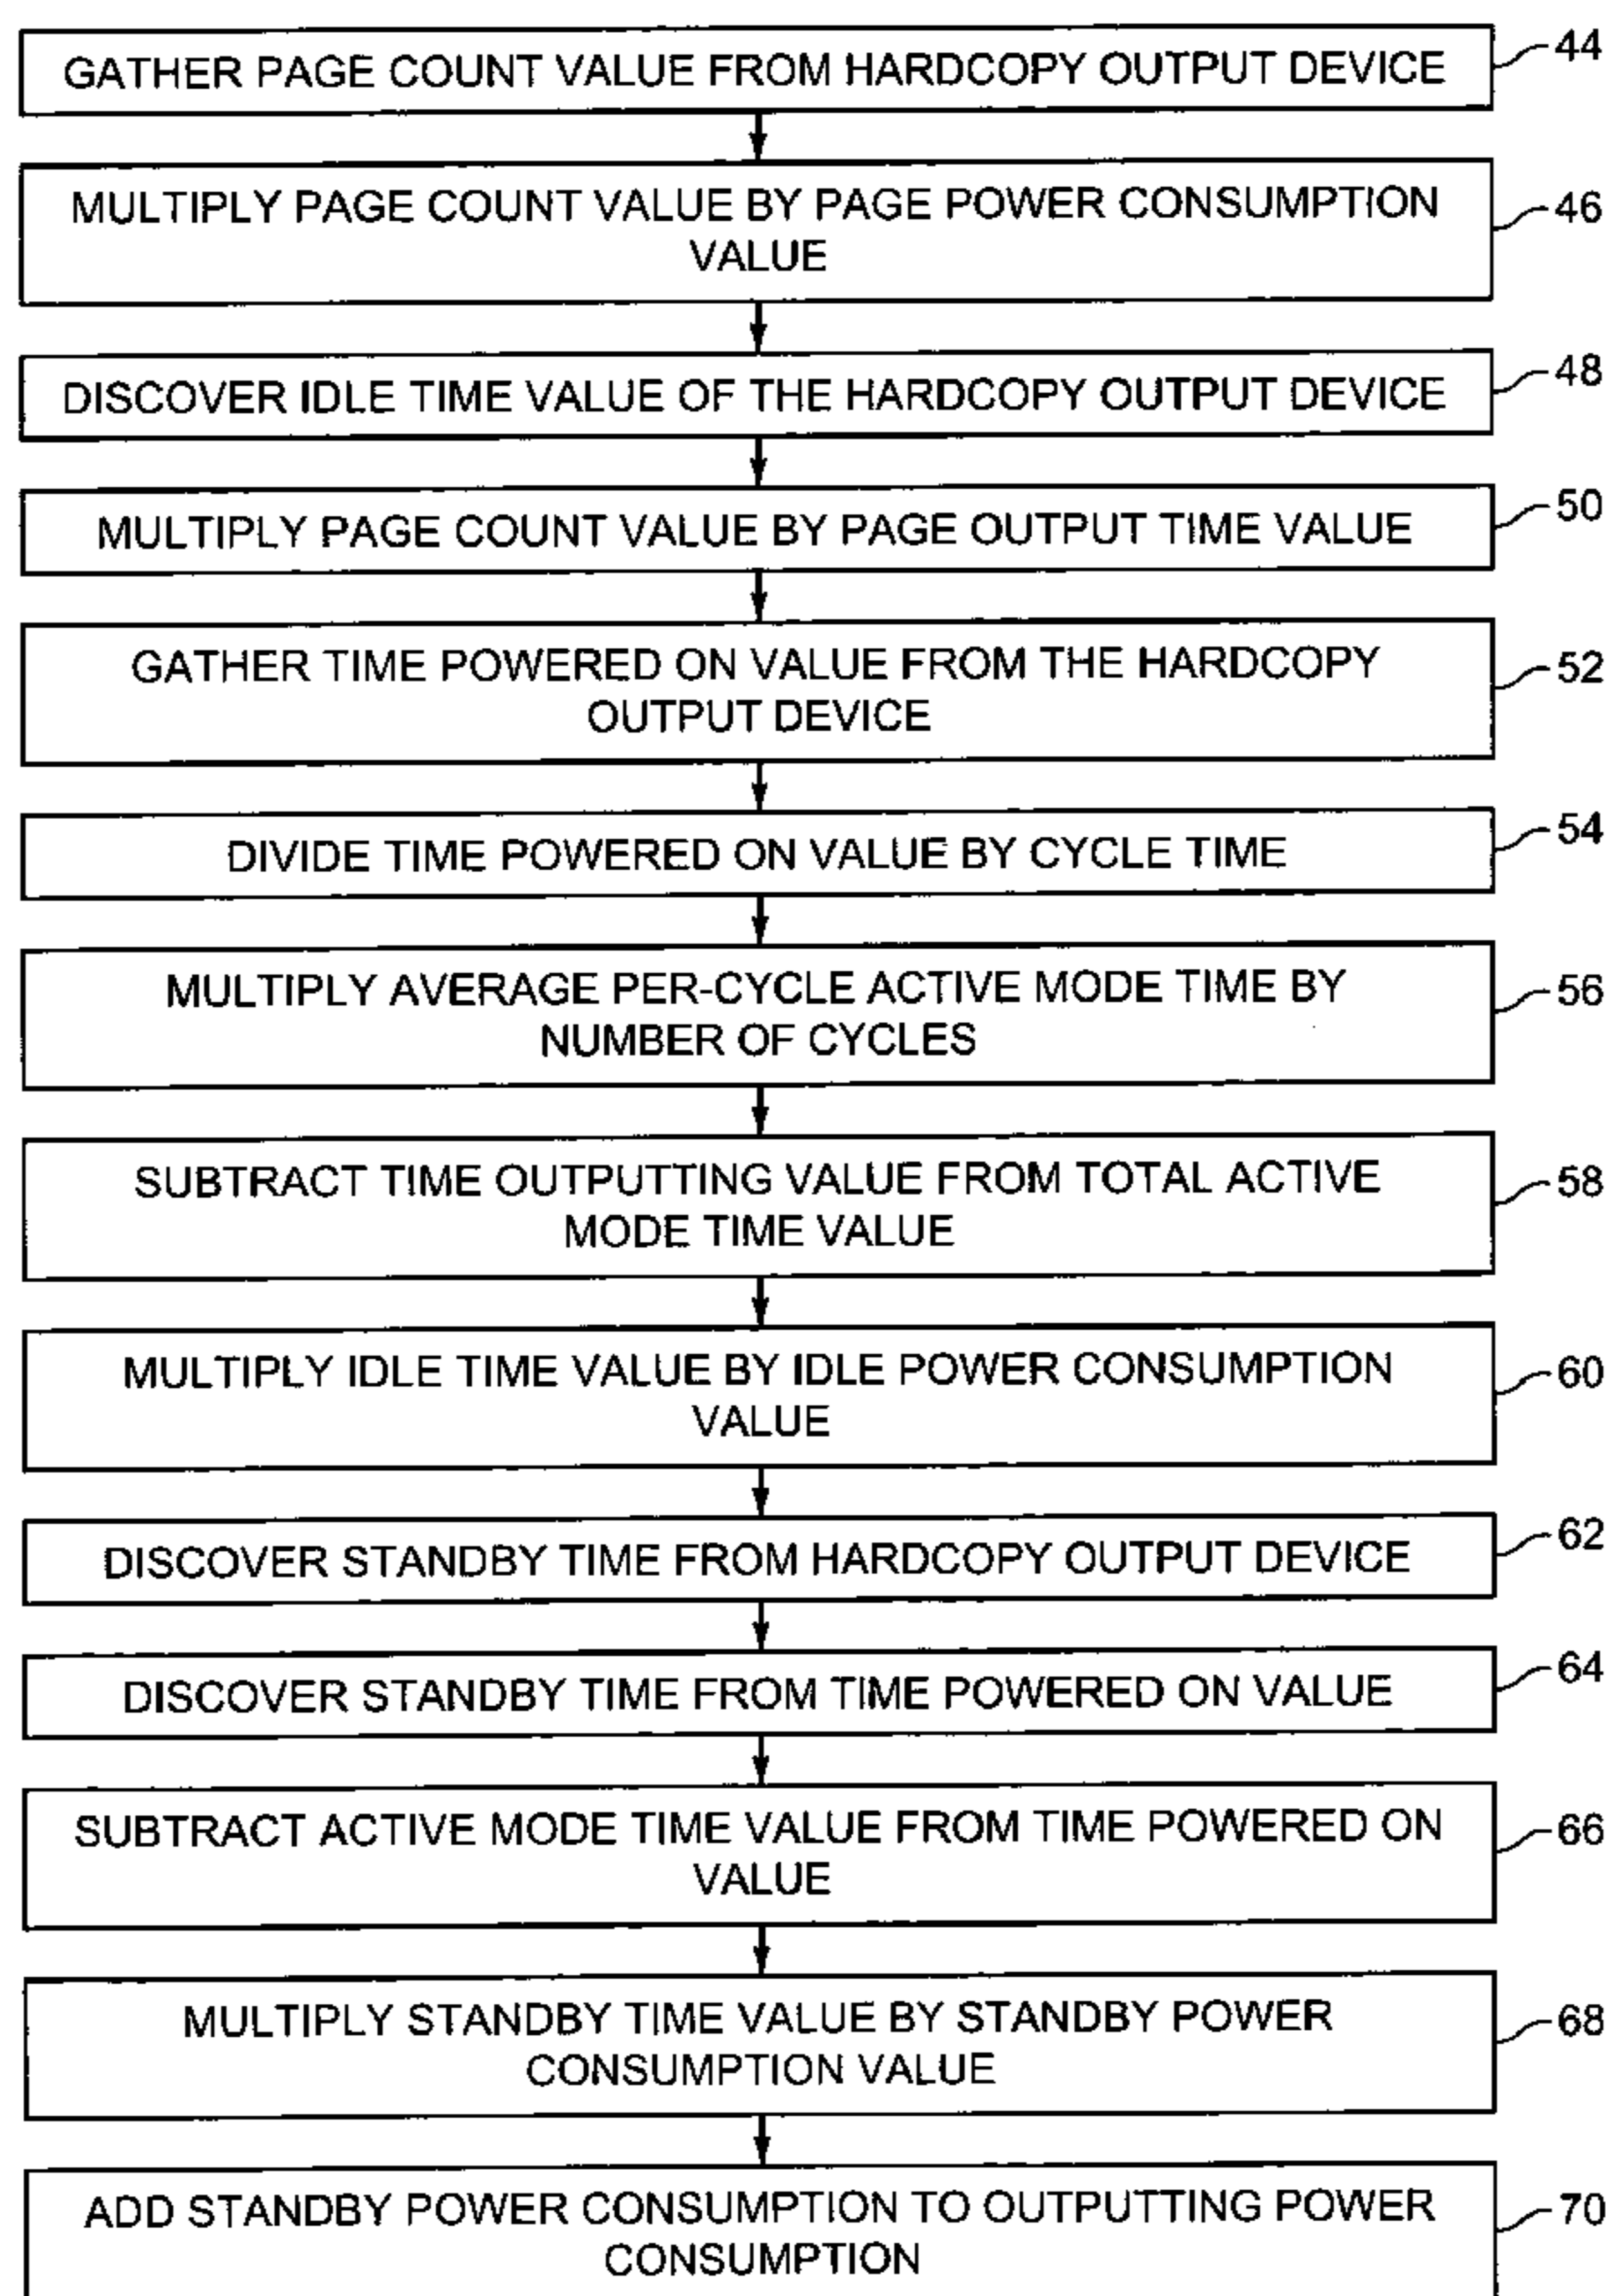 GATHER PAGE COUNT VALUE FROM HARDCOPY OUTPUT DEVICE
44
MULTIPLY PAGE COUNT VALUE BY PAGE POWER CONSUMPTION
VALUE
46
DISCOVER IDLE TIME VALUE OF THE HARDCOPY OUTPUT DEVICE
48
MULTIPLY PAGE COUNT VALUE BY PAGE OUTPUT TIME VALUE
50
GATHER TIME POWERED ON VALUE FROM THE HARDCOPY
OUTPUT DEVICE
52
DIVIDE TIME POWERED ON VALUE BY CYCLE TIME
54
MULTIPLY AVERAGE PER-CYCLE ACTIVE MODE TIME BY
NUMBER OF CYCLES
56
SUBTRACT TIME OUTPUTTING VALUE FROM TOTAL ACTIVE
MODE TIME VALUE
58
MULTIPLY IDLE TIME VALUE BY IDLE POWER CONSUMPTION
VALUE
60
DISCOVER STANDBY TIME FROM HARDCOPY OUTPUT DEVICE
62
DISCOVER STANDBY TIME FROM TIME POWERED ON VALUE
64
SUBTRACT ACTIVE MODE TIME VALUE FROM TIME POWERED ON
VALUE
66
MULTIPLY STANDBY TIME VALUE BY STANDBY POWER
CONSUMPTION VALUE
68
ADD STANDBY POWER CONSUMPTION TO OUTPUTTING POWER
CONSUMPTION
70